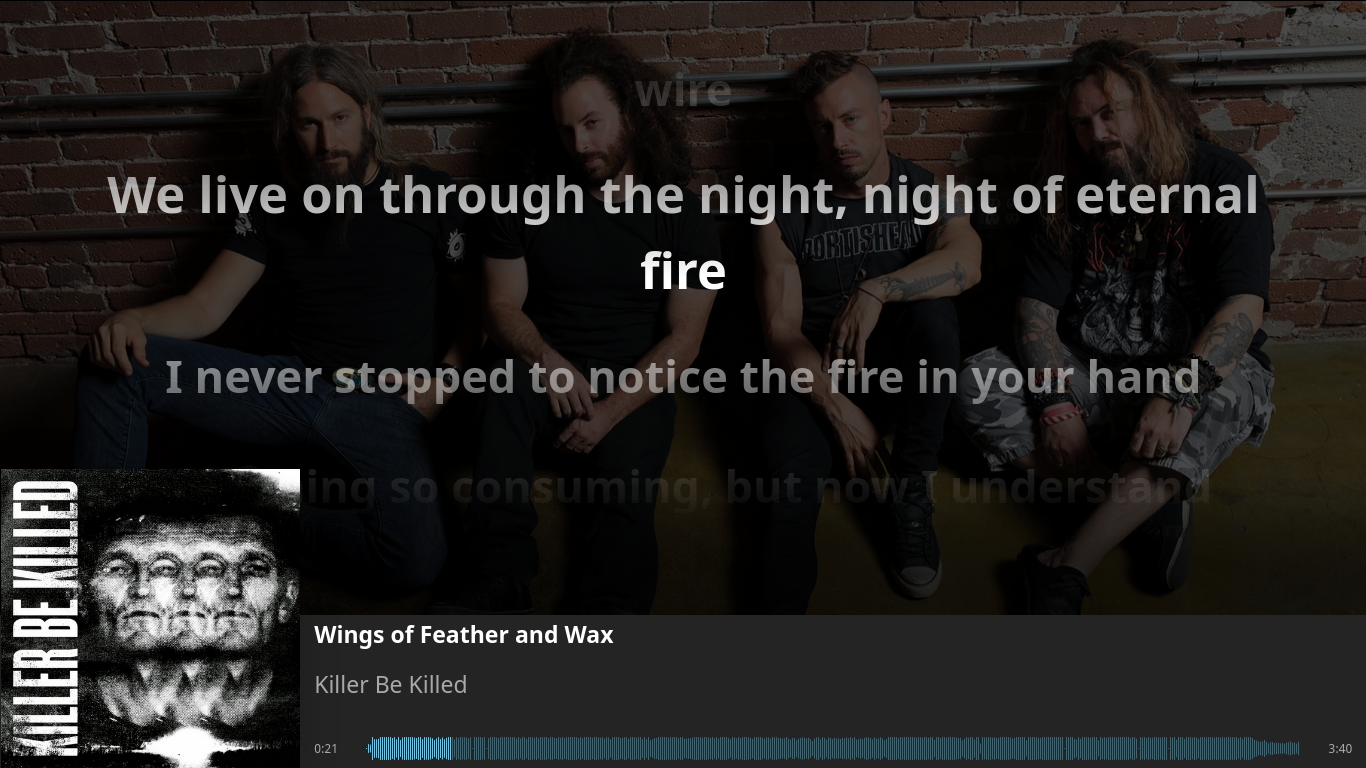 wire
We live on through the night, night of eternal
fire
I never stopped to notice the fire in your hand
ing so consuming, but now I understand
PORTISHEAD
KILLER BE KILLED
Wings of Feather and Wax
Killer Be Killed
0:21
3:40